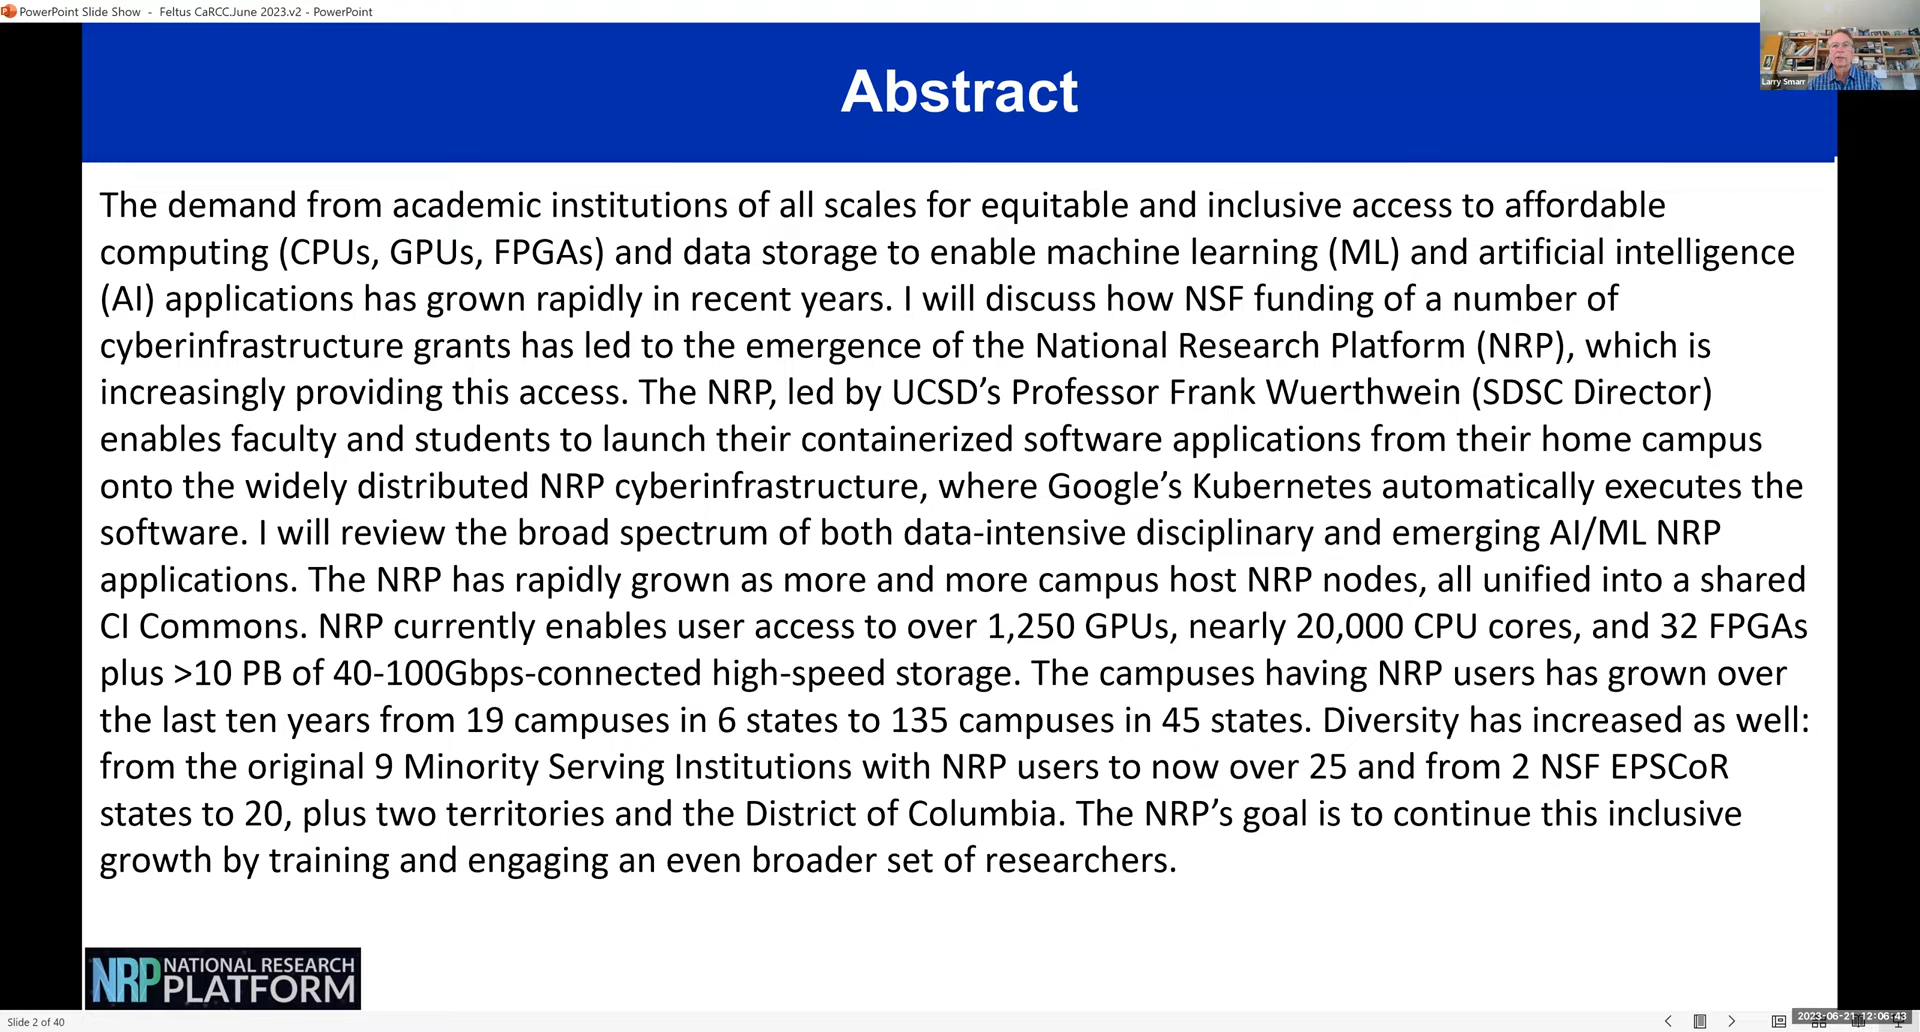 PowerPoint Slide Show - Feltus CaRCC.June 2023.v2 - PowerPoint
Larry Smarr
Abstract
The demand from academic institutions of all scales for equitable and inclusive access to affordable
computing (CPUs, GPUs, FPGAs) and data storage to enable machine learning (ML) and artificial intelligence
(AI) applications has grown rapidly in recent years. I will discuss how NSF funding of a number of
cyberinfrastructure grants has led to the emergence of the National Research Platform (NRP), which is
increasingly providing this access. The NRP, led by UCSD’s Professor Frank Wuerthwein (SDSC Director)
enables faculty and students to launch their containerized software applications from their home campus
onto the widely distributed NRP cyberinfrastructure, where Google’s Kubernetes automatically executes the
software. I will review the broad spectrum of both data-intensive disciplinary and emerging AI/ML NRP
applications. The NRP has rapidly grown as more and more campus host NRP nodes, all unified into a shared
CI Commons. NRP currently enables user access to over 1,250 GPUs, nearly 20,000 CPU cores, and 32 FPGAs
plus >10 PB of 40-100Gbps-connected high-speed storage. The campuses having NRP users has grown over
the last ten years from 19 campuses in 6 states to 135 campuses in 45 states. Diversity has increased as well:
from the original 9 Minority Serving Institutions with NRP users to now over 25 and from 2 NSF EPSCoR
states to 20, plus two territories and the District of Columbia. The NRP’s goal is to continue this inclusive
growth by training and engaging an even broader set of researchers.
NRP NATIONAL RESEARCH
PLATFORM
Slide 2 of 40
2023-06-21 12:06:43